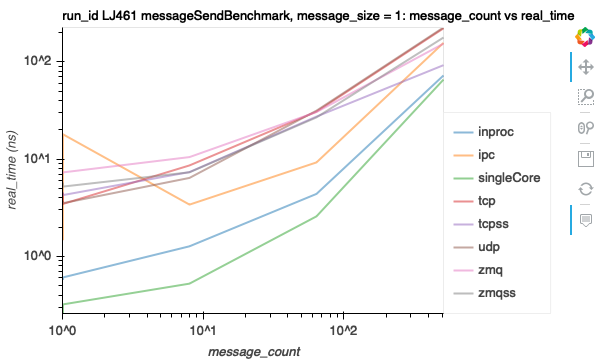 run_id LJ461 messageSendBenchmark, message_size = 1: message_count vs real_time
10^2
10^1
10^0
real_time (ns)
inproc
ipc
singleCore
tcp
tcpss
udp
zmq
zmqss
10^0
10^1
10^2
message_count